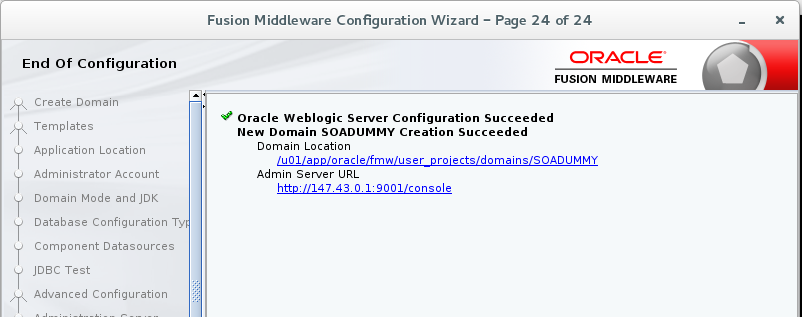 Fusion Middleware Configuration Wizard – Page 24 of 24
End Of Configuration
ORACLE
FUSION MIDDLEWARE
Create Domain
Templates
Application Location
Administrator Account
Domain Mode and JDK
Database Configuration Typ
Component Datasources
JDBC Test
Advanced Configuration
Oracle Weblogic Server Configuration Succeeded
New Domain SOADUMMY Creation Succeeded
Domain Location
/u01/app/oracle/fmw/user_projects/domains/SOADUMMY
Admin Server URL
http://147.43.0.1:9001/console